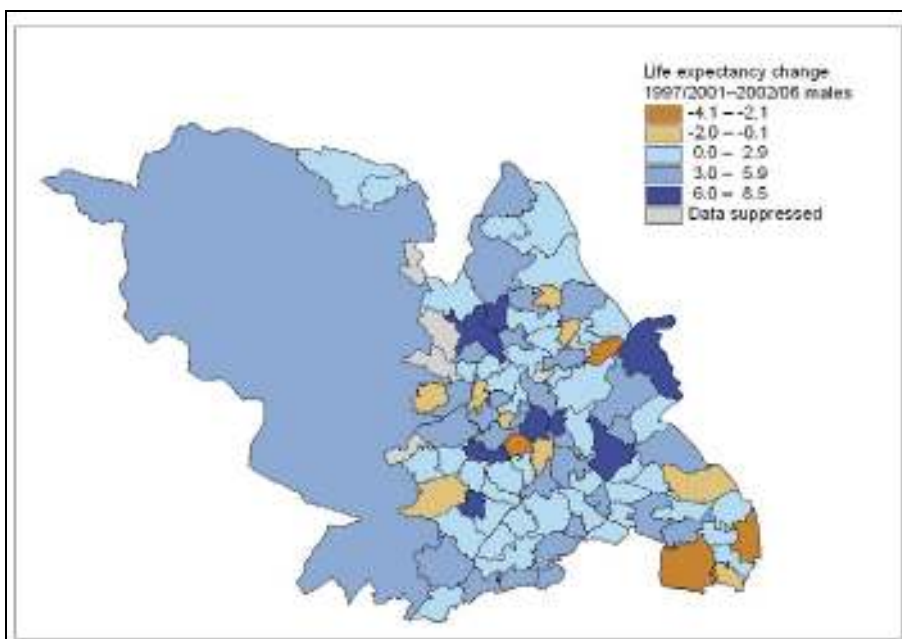 Life expectancy change
1997/2001–2002/06 males
-4.1 – -2.1
-2.0 – -0.1
0.0 – 2.9
3.0 – 5.9
6.0 – 8.5
Data suppressed